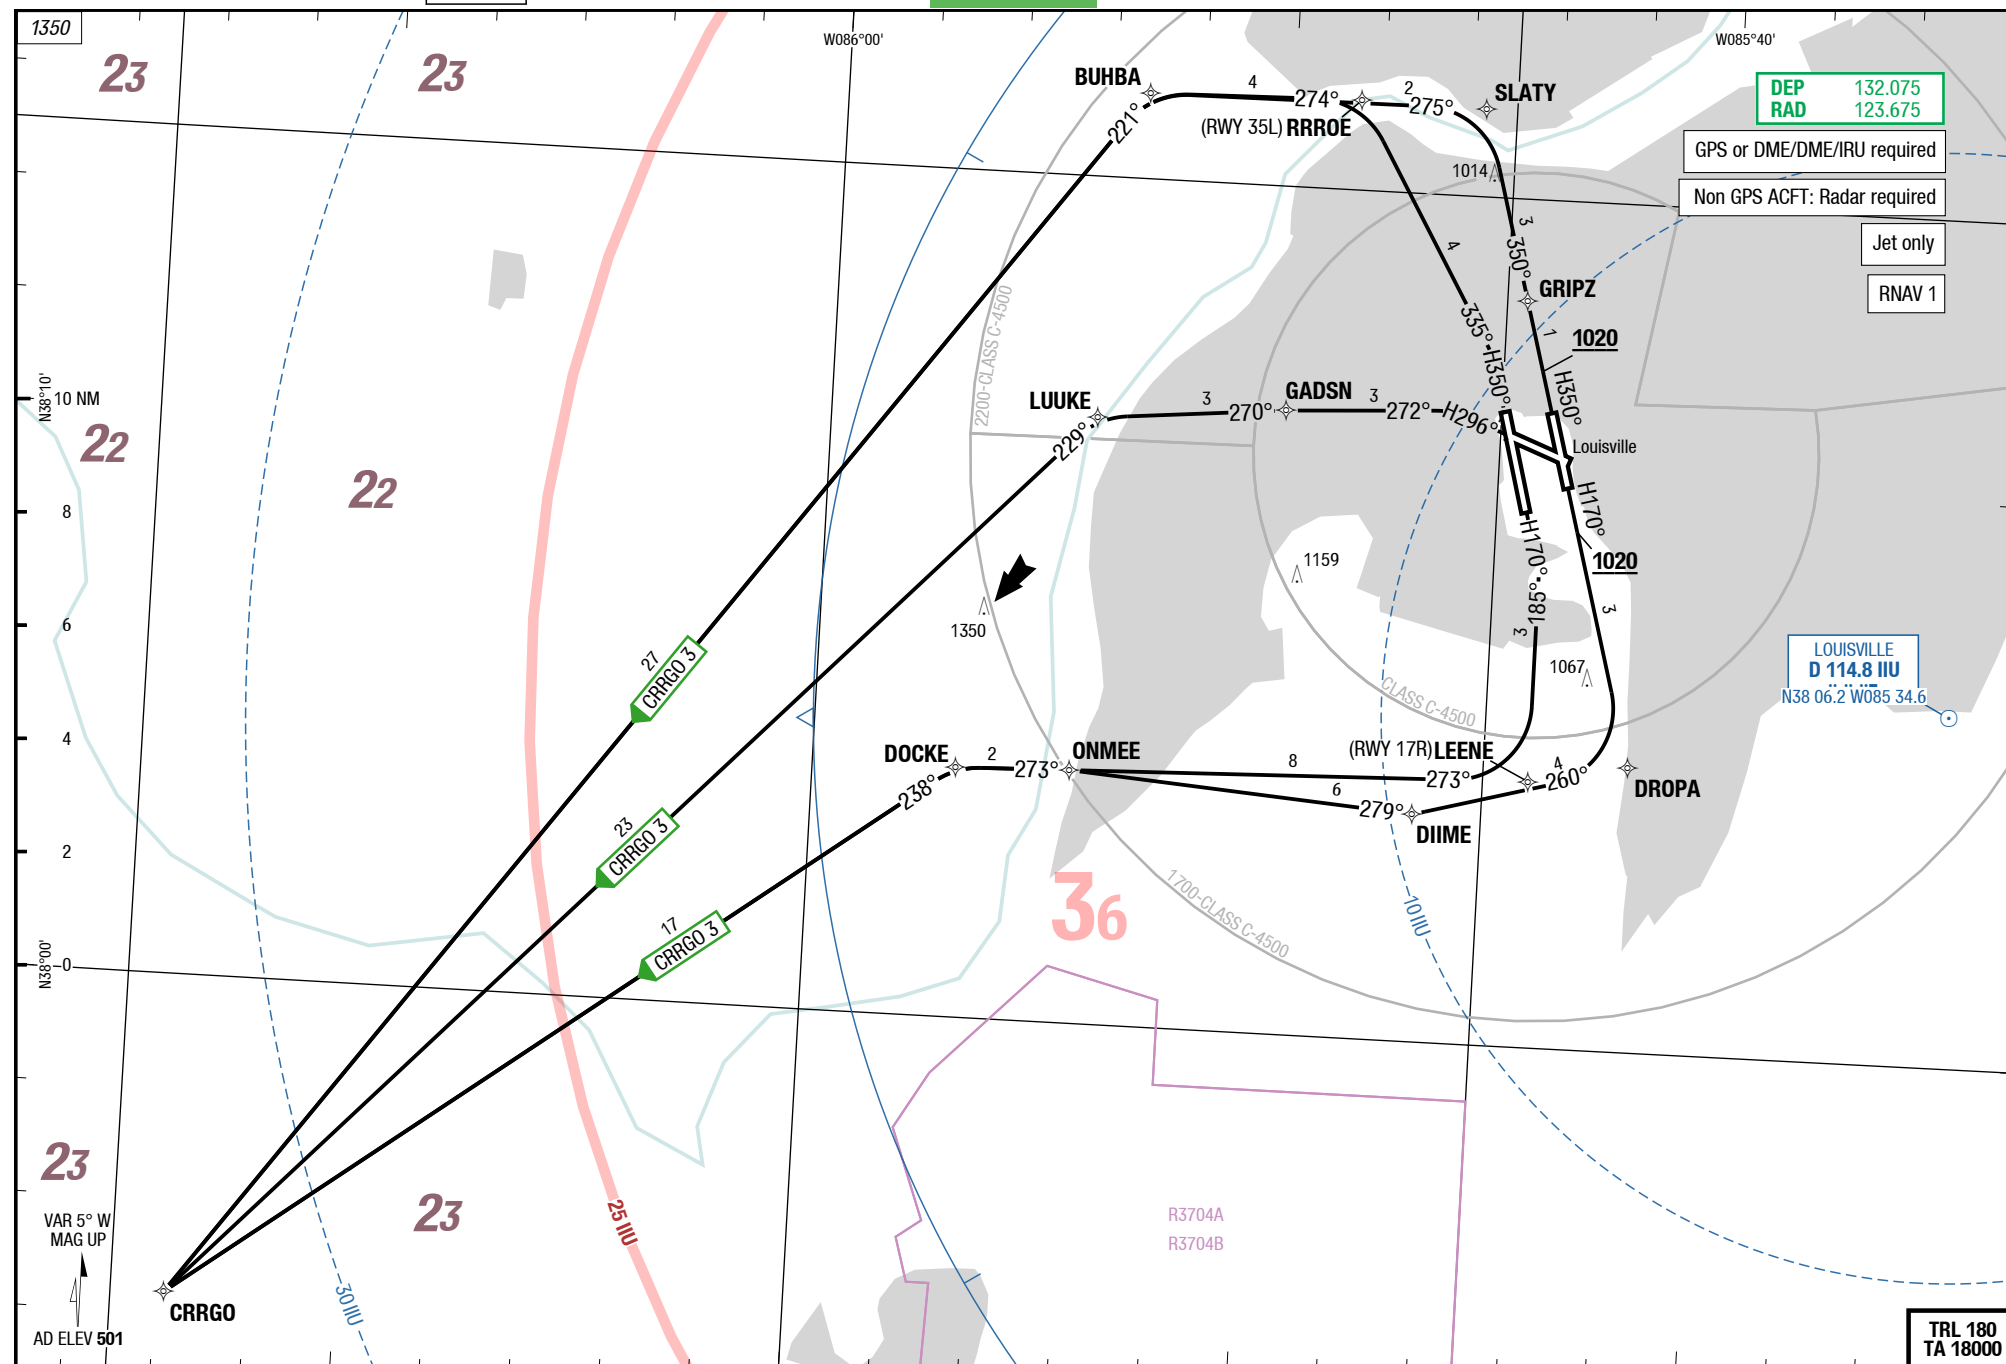 1350
W086°00'
W085°40'
23
23
BUHBA
4
274°
2
275°
SLATY
221°
(RWY 35L) RRROE
DEP 132.075
RAD 123.675
GPS or DME/DME/IRU required
Non GPS ACFT: Radar required
Jet only
RNAV 1
1014
3
350°
4
GRIPZ
335°
1
1020
H350°
H350°
2200-CLASS C-4500
N38°10'
10 NM
LUUKE
3
270°
GADSN
3
272°
H296°
Louisville
229°
22
22
8
H170°
H170°
1020
1159
6
1350
185°
3
3
1067
27
CRRGO 3
CLASS C-4500
LOUISVILLE
D 114.8 IIU
N38 06.2 W085 34.6
4
DOCKE
2
273°
ONMEE
8
(RWY 17R) LEENE
273°
4
260°
DROPA
238°
6
279°
DIIME
23
CRRGO 3
2
36
1700-CLASS C-4500
10 IIU
17
CRRGO 3
N38°00'
0
23
23
25 IIU
R3704A
R3704B
VAR 5° W
MAG UP
30 IIU
CRRGO
AD ELEV 501
TRL 180
TA 18000